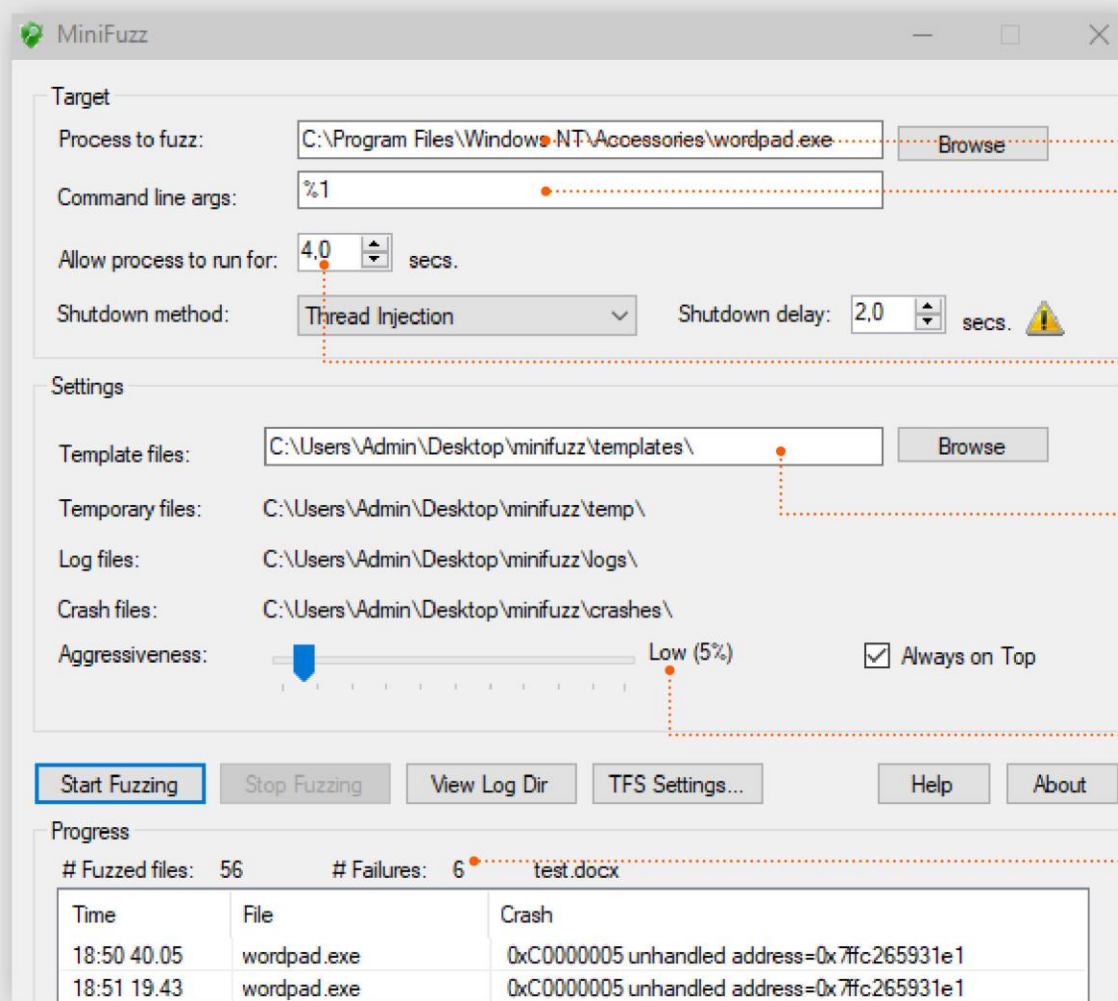 MiniFuzz
Target
Process to fuzz: C:\Program Files\Windows NT\Accessories\wordpad.exe Browse
Command line args: %1
Allow process to run for: 4,0 secs.
Shutdown method: Thread Injection Shutdown delay: 2,0 secs.
Settings
Template files: C:\Users\Admin\Desktop\minifuzz\templates\ Browse
Temporary files: C:\Users\Admin\Desktop\minifuzz\temp\
Log files: C:\Users\Admin\Desktop\minifuzz\logs\
Crash files: C:\Users\Admin\Desktop\minifuzz\crashes\
Aggressiveness: Low (5%) Always on Top
Start Fuzzing Stop Fuzzing View Log Dir TFS Settings... Help About
Progress
# Fuzzed files: 56 # Failures: 6 test.docx
Time File Crash
18:50 40.05 wordpad.exe 0xC0000005 unhandled address=0x7ffc265931e1
18:51 19.43 wordpad.exe 0xC0000005 unhandled address=0x7ffc265931e1